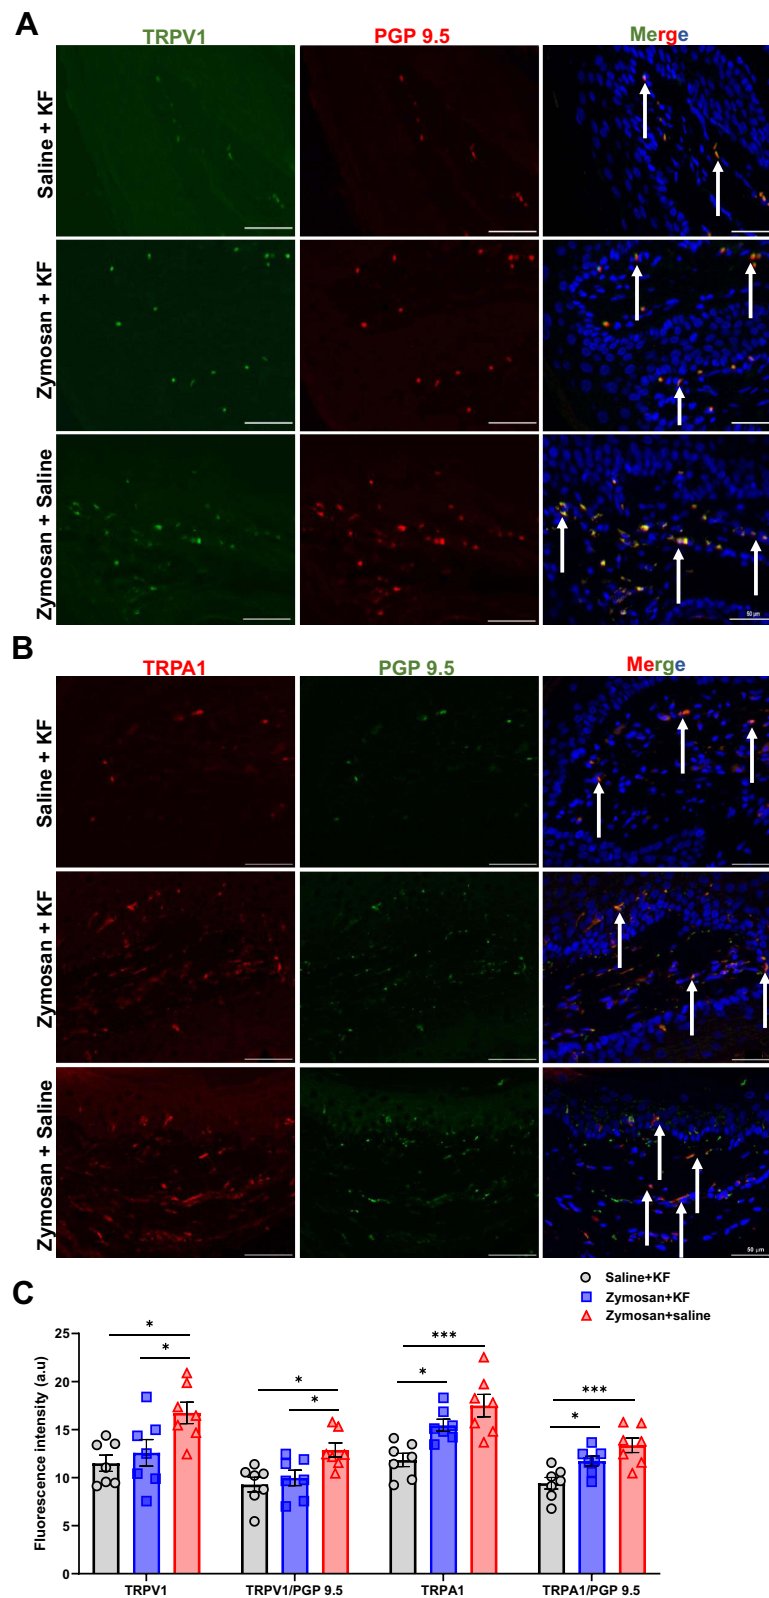 A
TRPV1
PGP 9.5
Merge
Saline + KF
Zymosan + KF
Zymosan + Saline
50 µm
B
TRPA1
PGP 9.5
Merge
Saline + KF
Zymosan + KF
Zymosan + Saline
50 µm
C
Saline+KF
Zymosan+KF
Zymosan+saline
Fluorescence intensity (a.u)
25
20
15
10
5
0
*
*
*
*
***
*
***
*
TRPV1
TRPV1/PGP 9.5
TRPA1
TRPA1/PGP 9.5